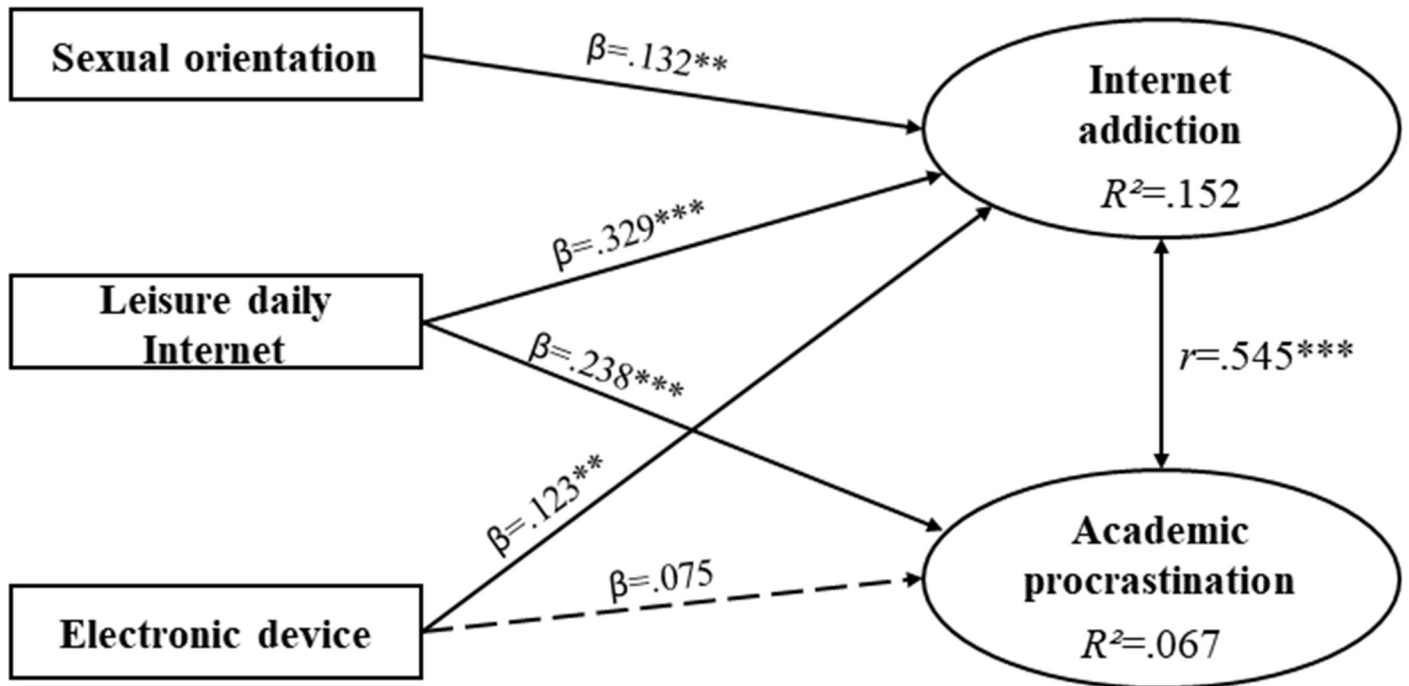 Sexual orientation
β=.132**
Internet
addiction
R²=.152
β=.329***
Leisure daily
Internet
β=.238***
r=.545***
β=.123**
Electronic device
β=.075
Academic
procrastination
R²=.067